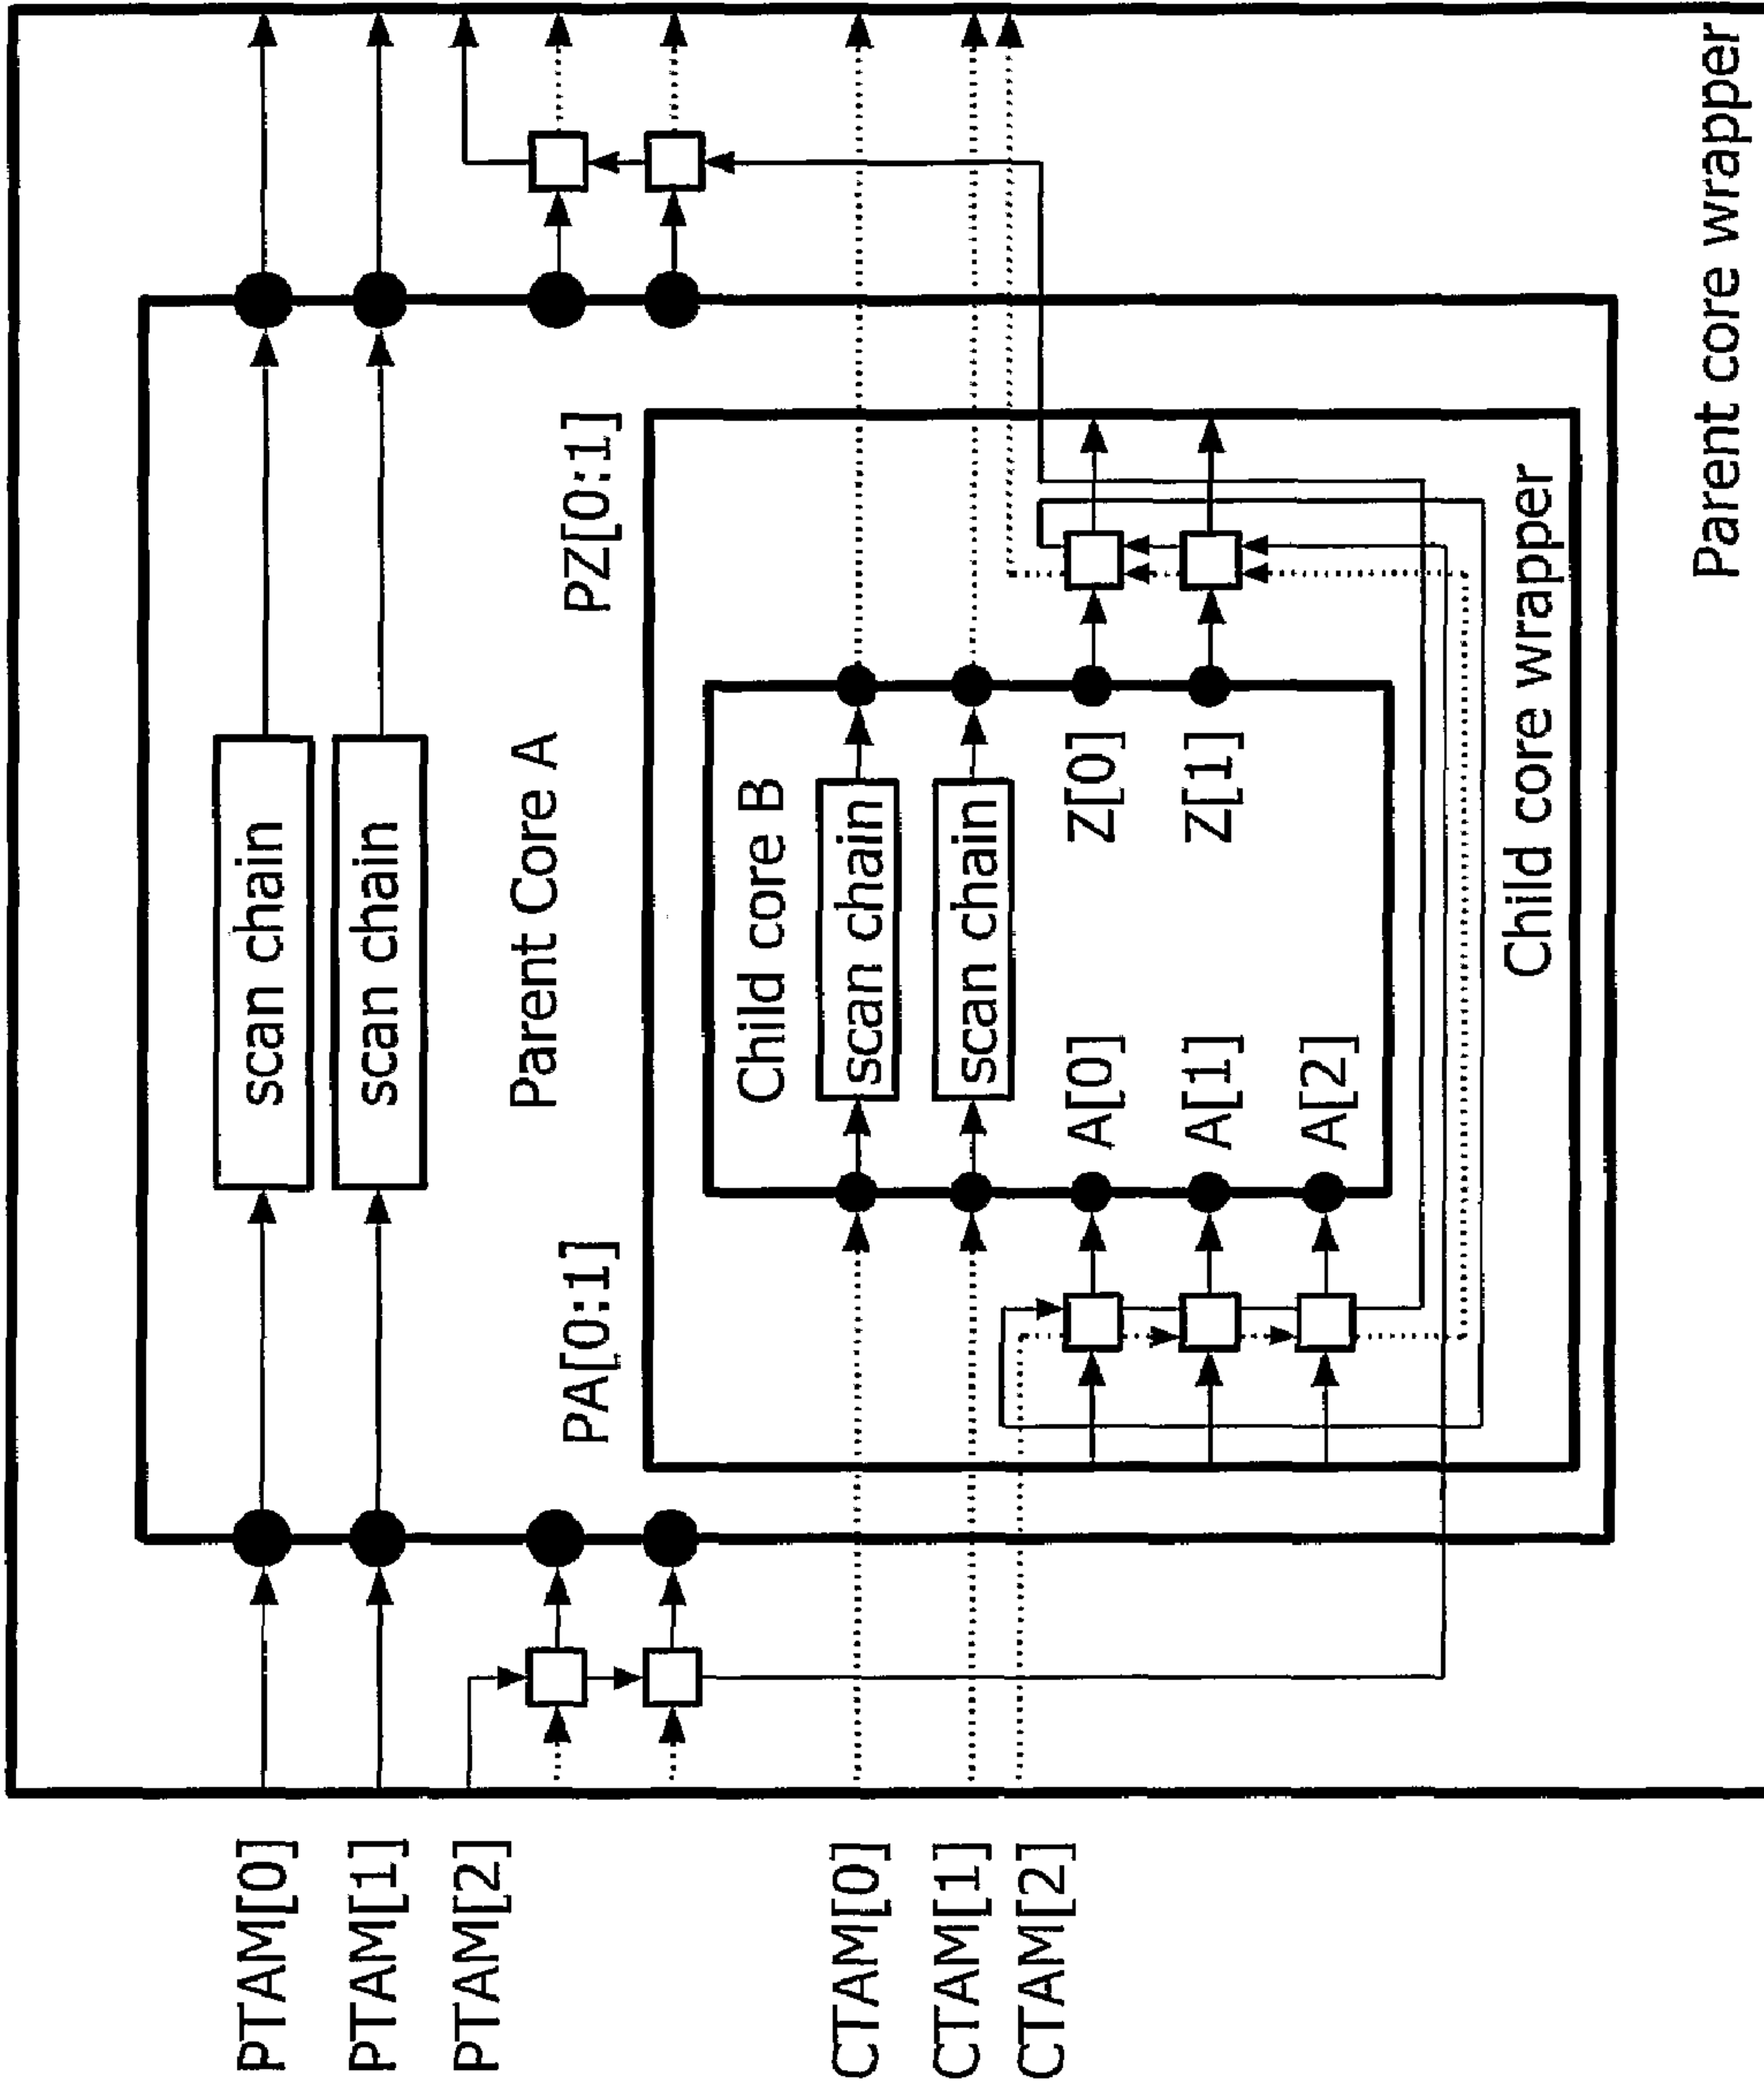 PTAM[0]
PTAM[1]
PTAM[2]
CTAM[0]
CTAM[1]
CTAM[2]
scan chain
scan chain
Parent Core A
PA[0:1]
PZ[0:1]
Child core B
scan chain
scan chain
A[0]
Z[0]
A[1]
Z[1]
A[2]
Child core wrapper
Parent core wrapper